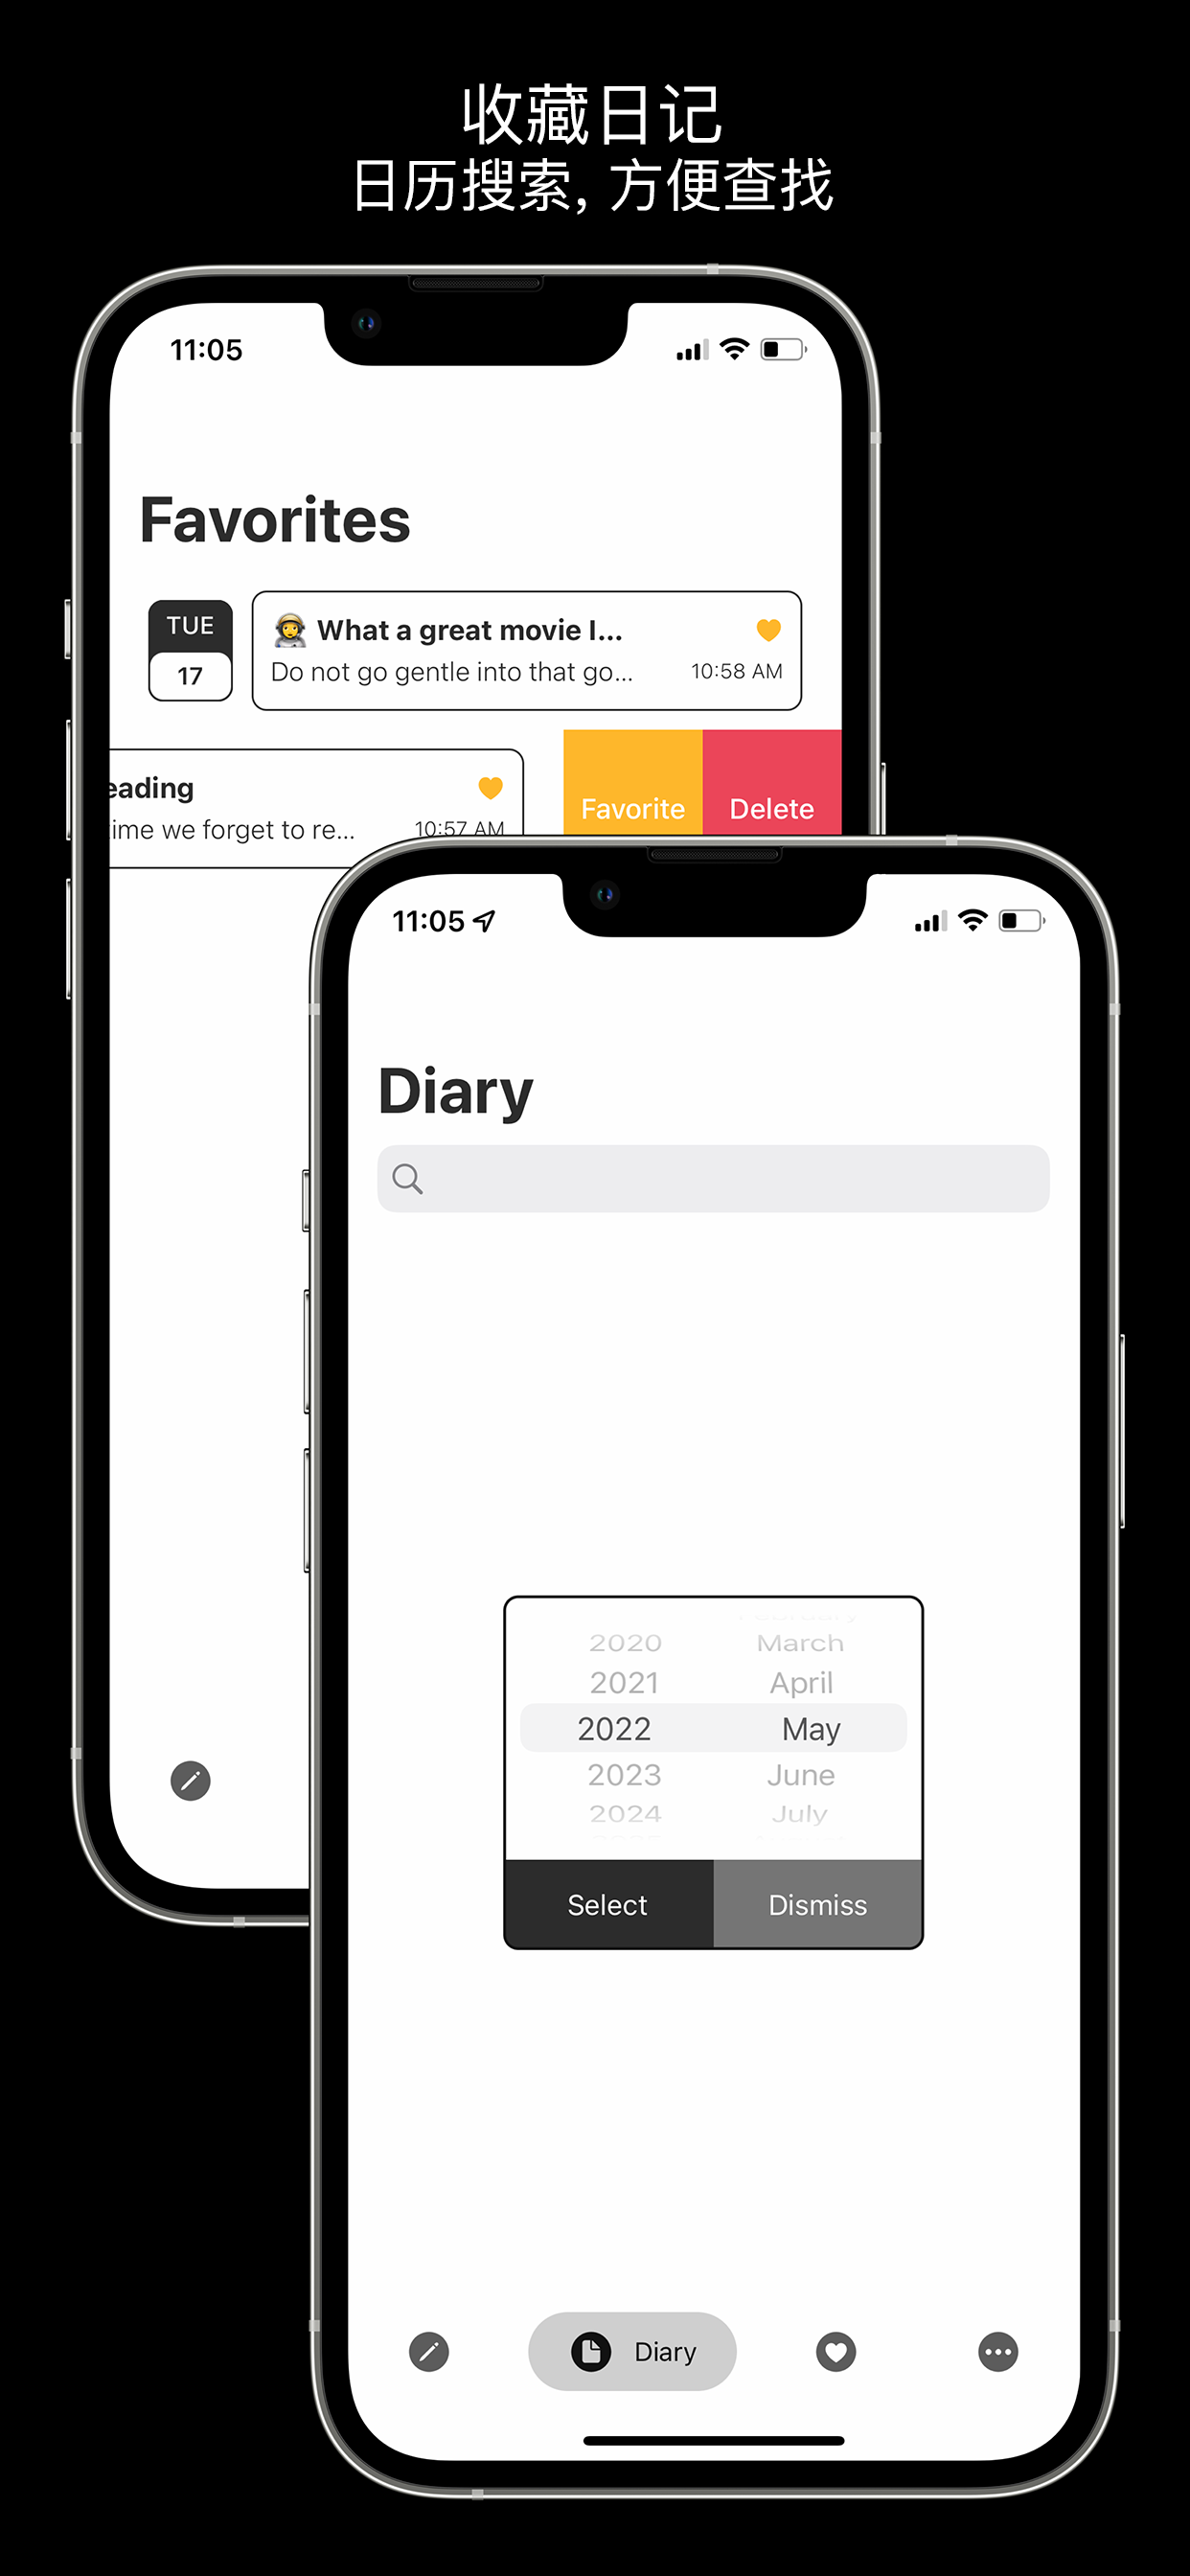 收藏日记
日历搜索, 方便查找
11:05
Favorites
TUE
17
What a great movie I...
Do not go gentle into that go...
10:58 AM
eading
ime we forget to re...
10:57 AM
Favorite
Delete
11:05
Diary
February
2020 March
2021 April
2022 May
2023 June
2024 July
Select
Dismiss
Diary